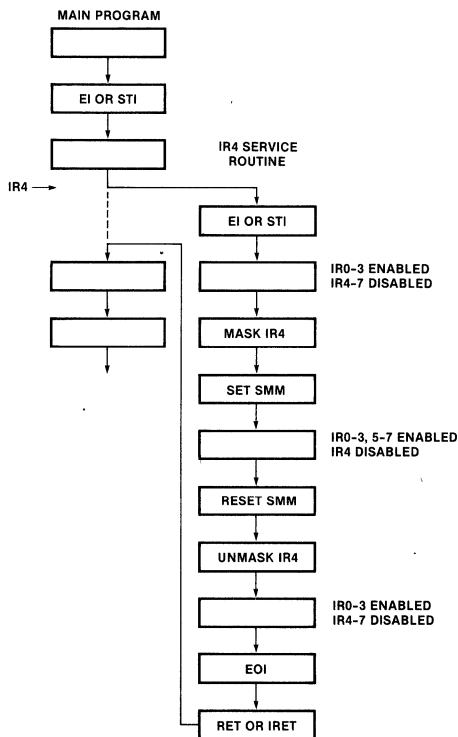 MAIN PROGRAM
EI OR STI
IR4
IR4 SERVICE
ROUTINE
EI OR STI
IR0-3 ENABLED
IR4-7 DISABLED
MASK IR4
SET SMM
IR0-3, 5-7 ENABLED
IR4 DISABLED
RESET SMM
UNMASK IR4
IR0-3 ENABLED
IR4-7 DISABLED
EOI
RET OR IRET